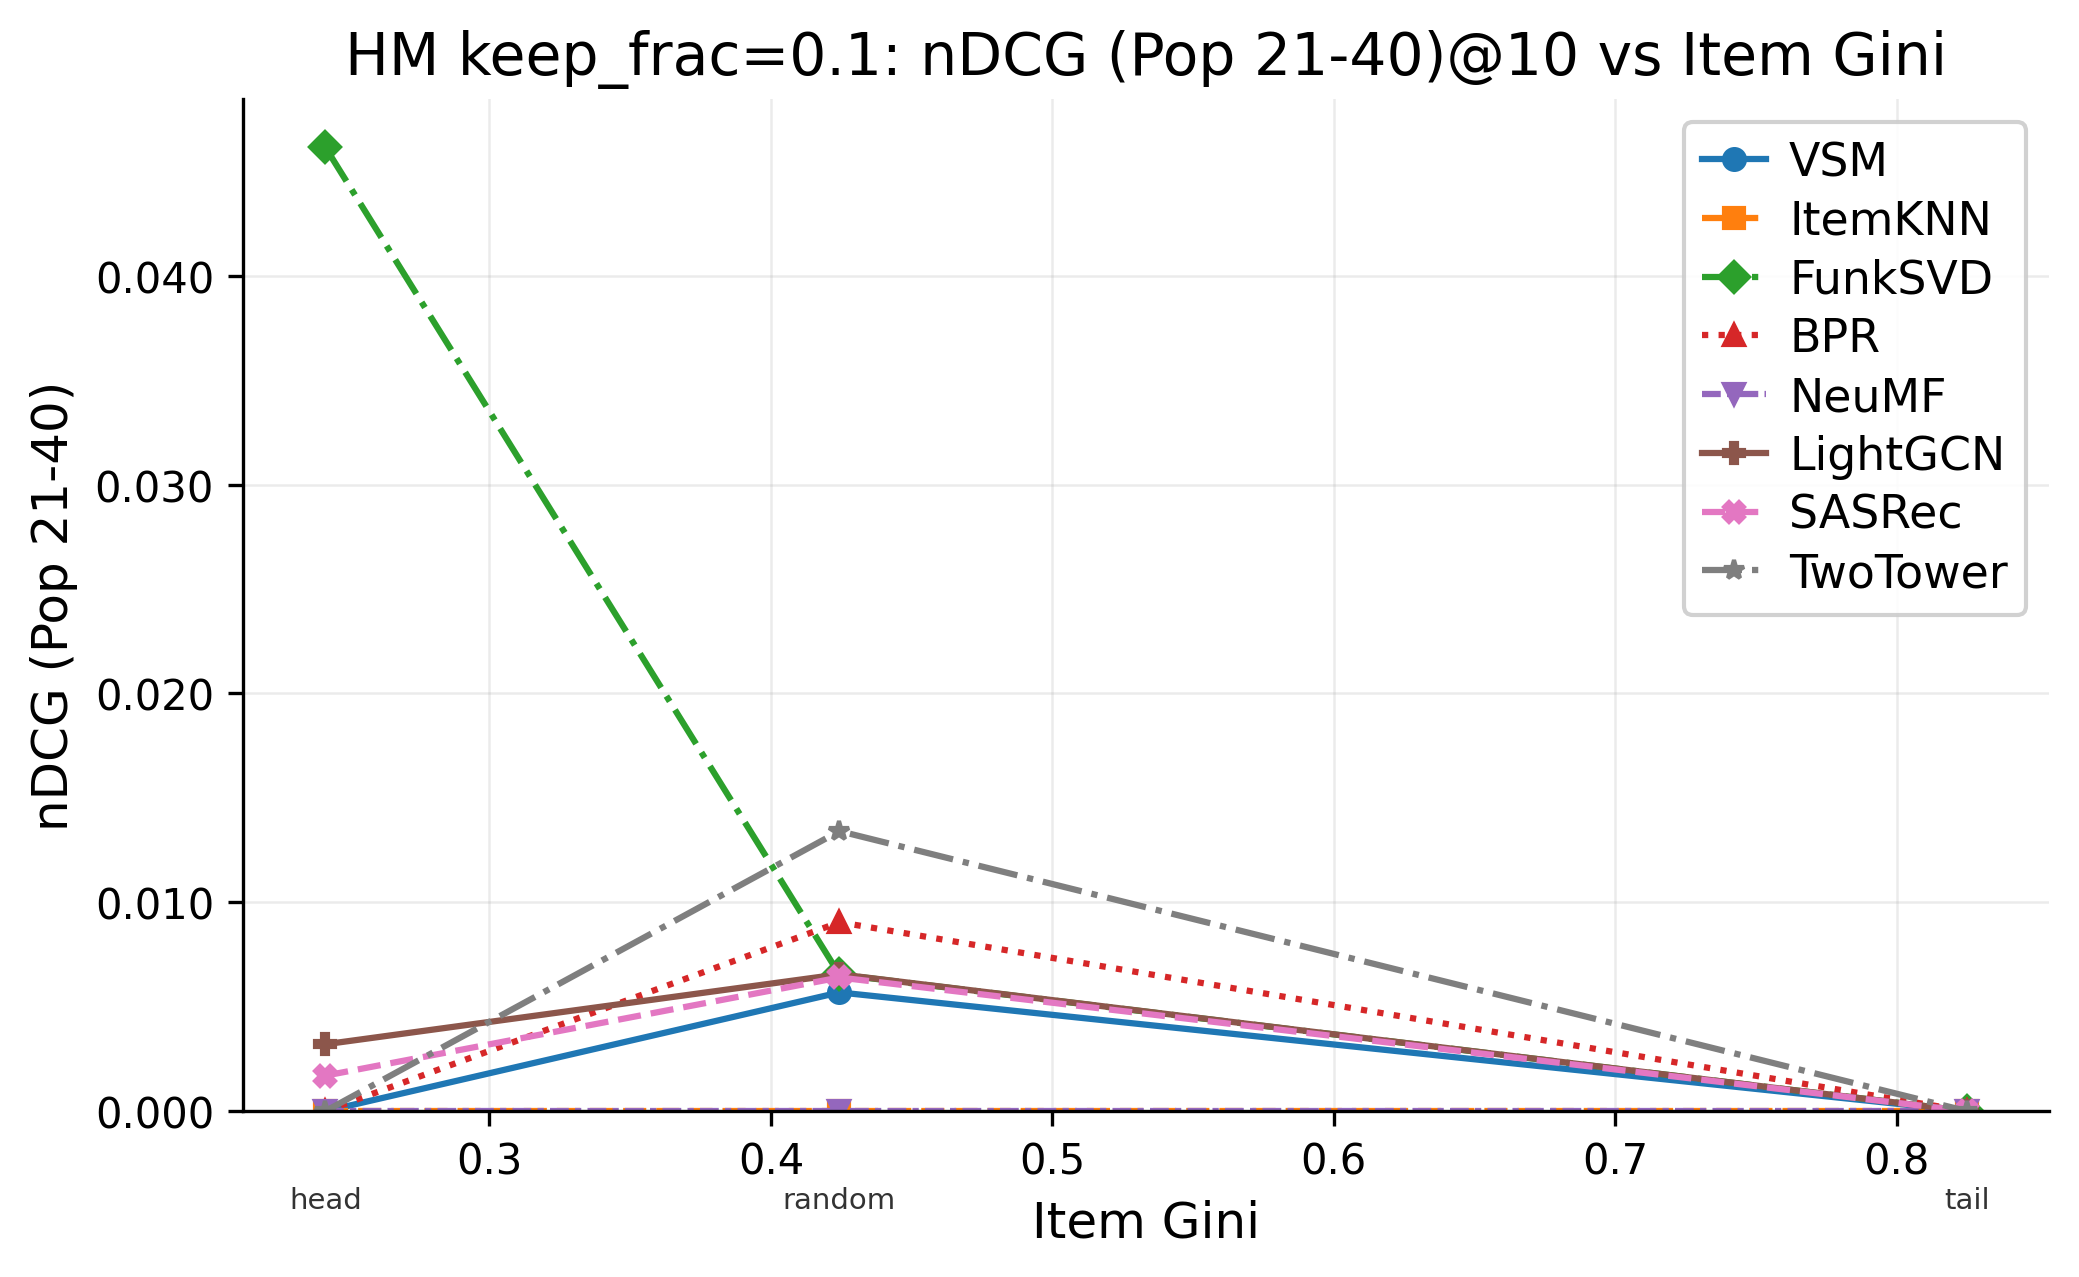 HM keep_frac=0.1: nDCG (Pop 21-40)@10 vs Item Gini
VSM
ItemKNN
FunkSVD
BPR
NeuMF
LightGCN
SASRec
TwoTower
nDCG (Pop 21-40)
0.040
0.030
0.020
0.010
0.000
0.3 0.4 0.5 0.6 0.7 0.8
head random tail
Item Gini